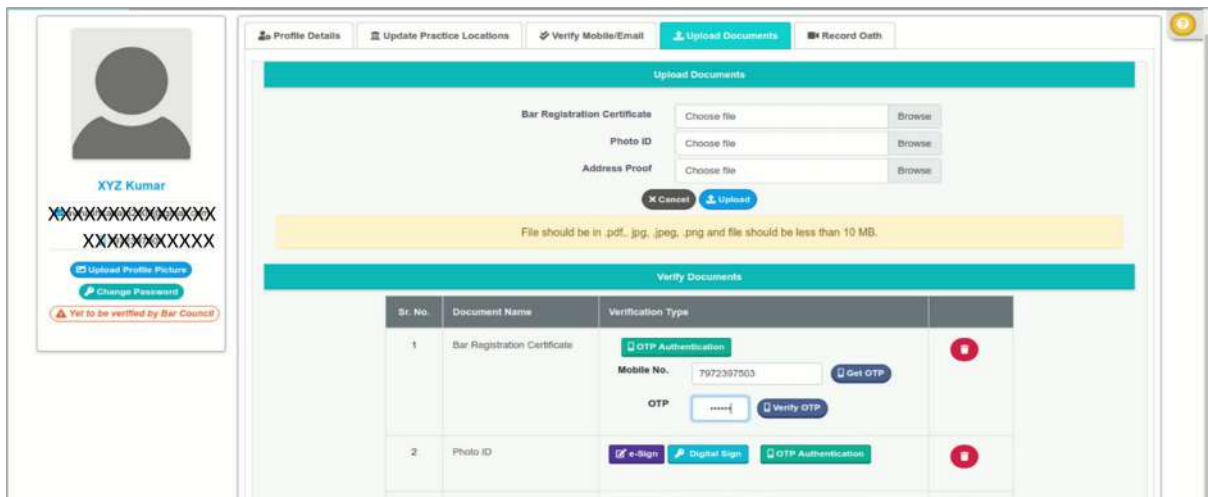 Profile Details
Update Practice Locations
Verify Mobile/Email
Upload Documents
Record Oath
?
XYZ Kumar
XXXXXXXXXXXXXXX
XXXXXXXXXXX
Upload Profile Picture
Change Password
Yet to be verified by Bar Council
Upload Documents
Bar Registration Certificate
Choose file
Browse
Photo ID
Choose file
Browse
Address Proof
Choose file
Browse
Cancel
Upload
File should be in .pdf,. jpg, .jpeg, .png and file should be less than 10 MB.
Verify Documents
Sr. No.
Document Name
Verification Type
1
Bar Registration Certificate
OTP Authentication
Mobile No.
7972397503
Get OTP
OTP
Verify OTP
2
Photo ID
e-Sign
Digital Sign
OTP Authentication